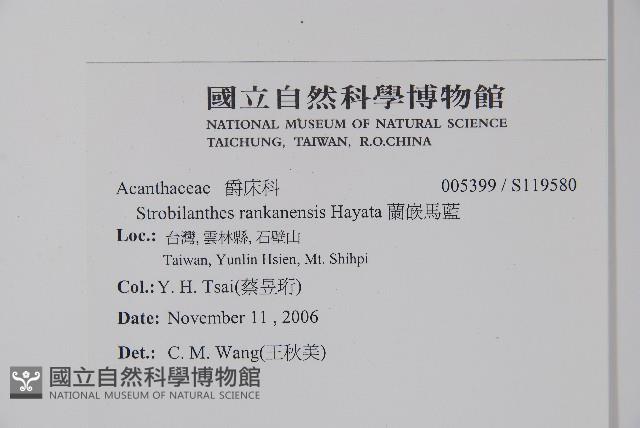 國立自然科學博物館
NATIONAL MUSEUM OF NATURAL SCIENCE
TAICHUNG, TAIWAN, R.O.CHINA
Acanthaceae 爵床科 005399 / S119580
Strobilanthes rankanensis Hayata 蘭嵌馬藍
Loc.: 台灣, 雲林縣, 石壁山
Taiwan, Yunlin Hsien, Mt. Shihpi
Col.: Y. H. Tsai(蔡昱珩)
Date: November 11 , 2006
Det.: C. M. Wang(王秋美)
國立自然科學博物館
NATIONAL MUSEUM OF NATURAL SCIENCE